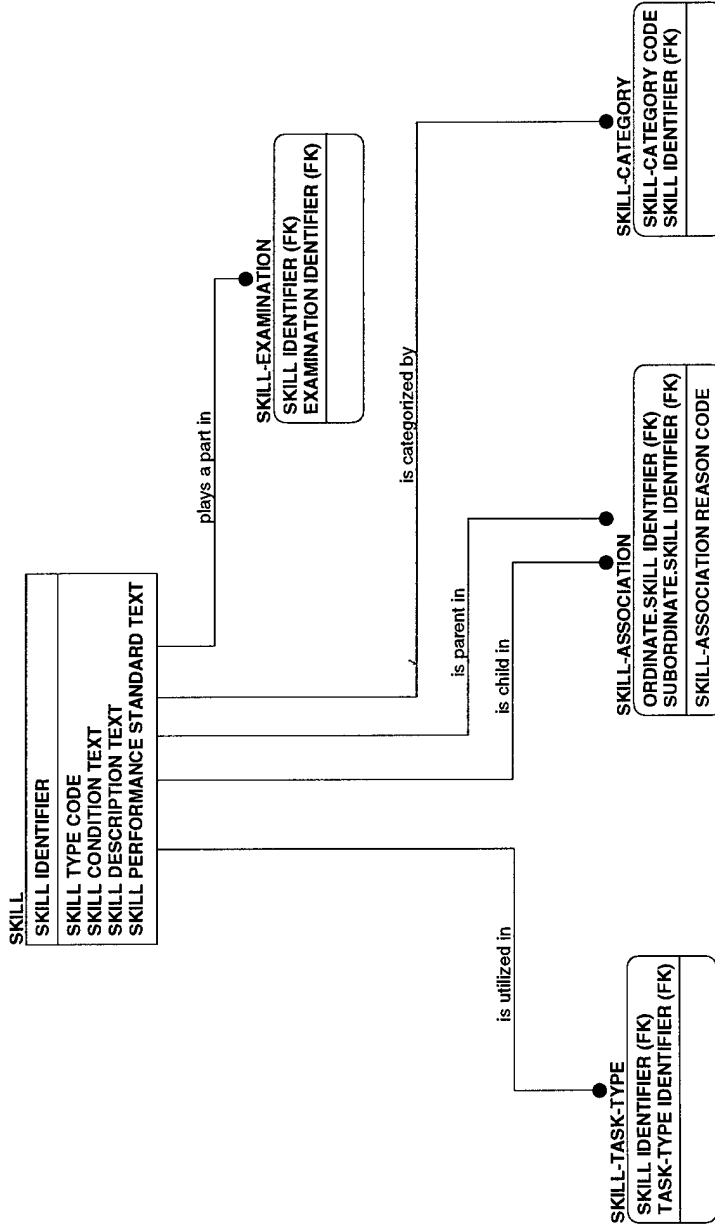 SKILL
SKILL IDENTIFIER
SKILL TYPE CODE
SKILL CONDITION TEXT
SKILL DESCRIPTION TEXT
SKILL PERFORMANCE STANDARD TEXT
plays a part in
SKILL-EXAMINATION
SKILL IDENTIFIER (FK)
EXAMINATION IDENTIFIER (FK)
is categorized by
is parent in
is child in
is utilized in
SKILL-TASK-TYPE
SKILL IDENTIFIER (FK)
TASK-TYPE IDENTIFIER (FK)
SKILL-ASSOCIATION
ORDINATE.SKILL IDENTIFIER (FK)
SUBORDINATE.SKILL IDENTIFIER (FK)
SKILL-ASSOCIATION REASON CODE
SKILL-CATEGORY
SKILL-CATEGORY CODE
SKILL IDENTIFIER (FK)